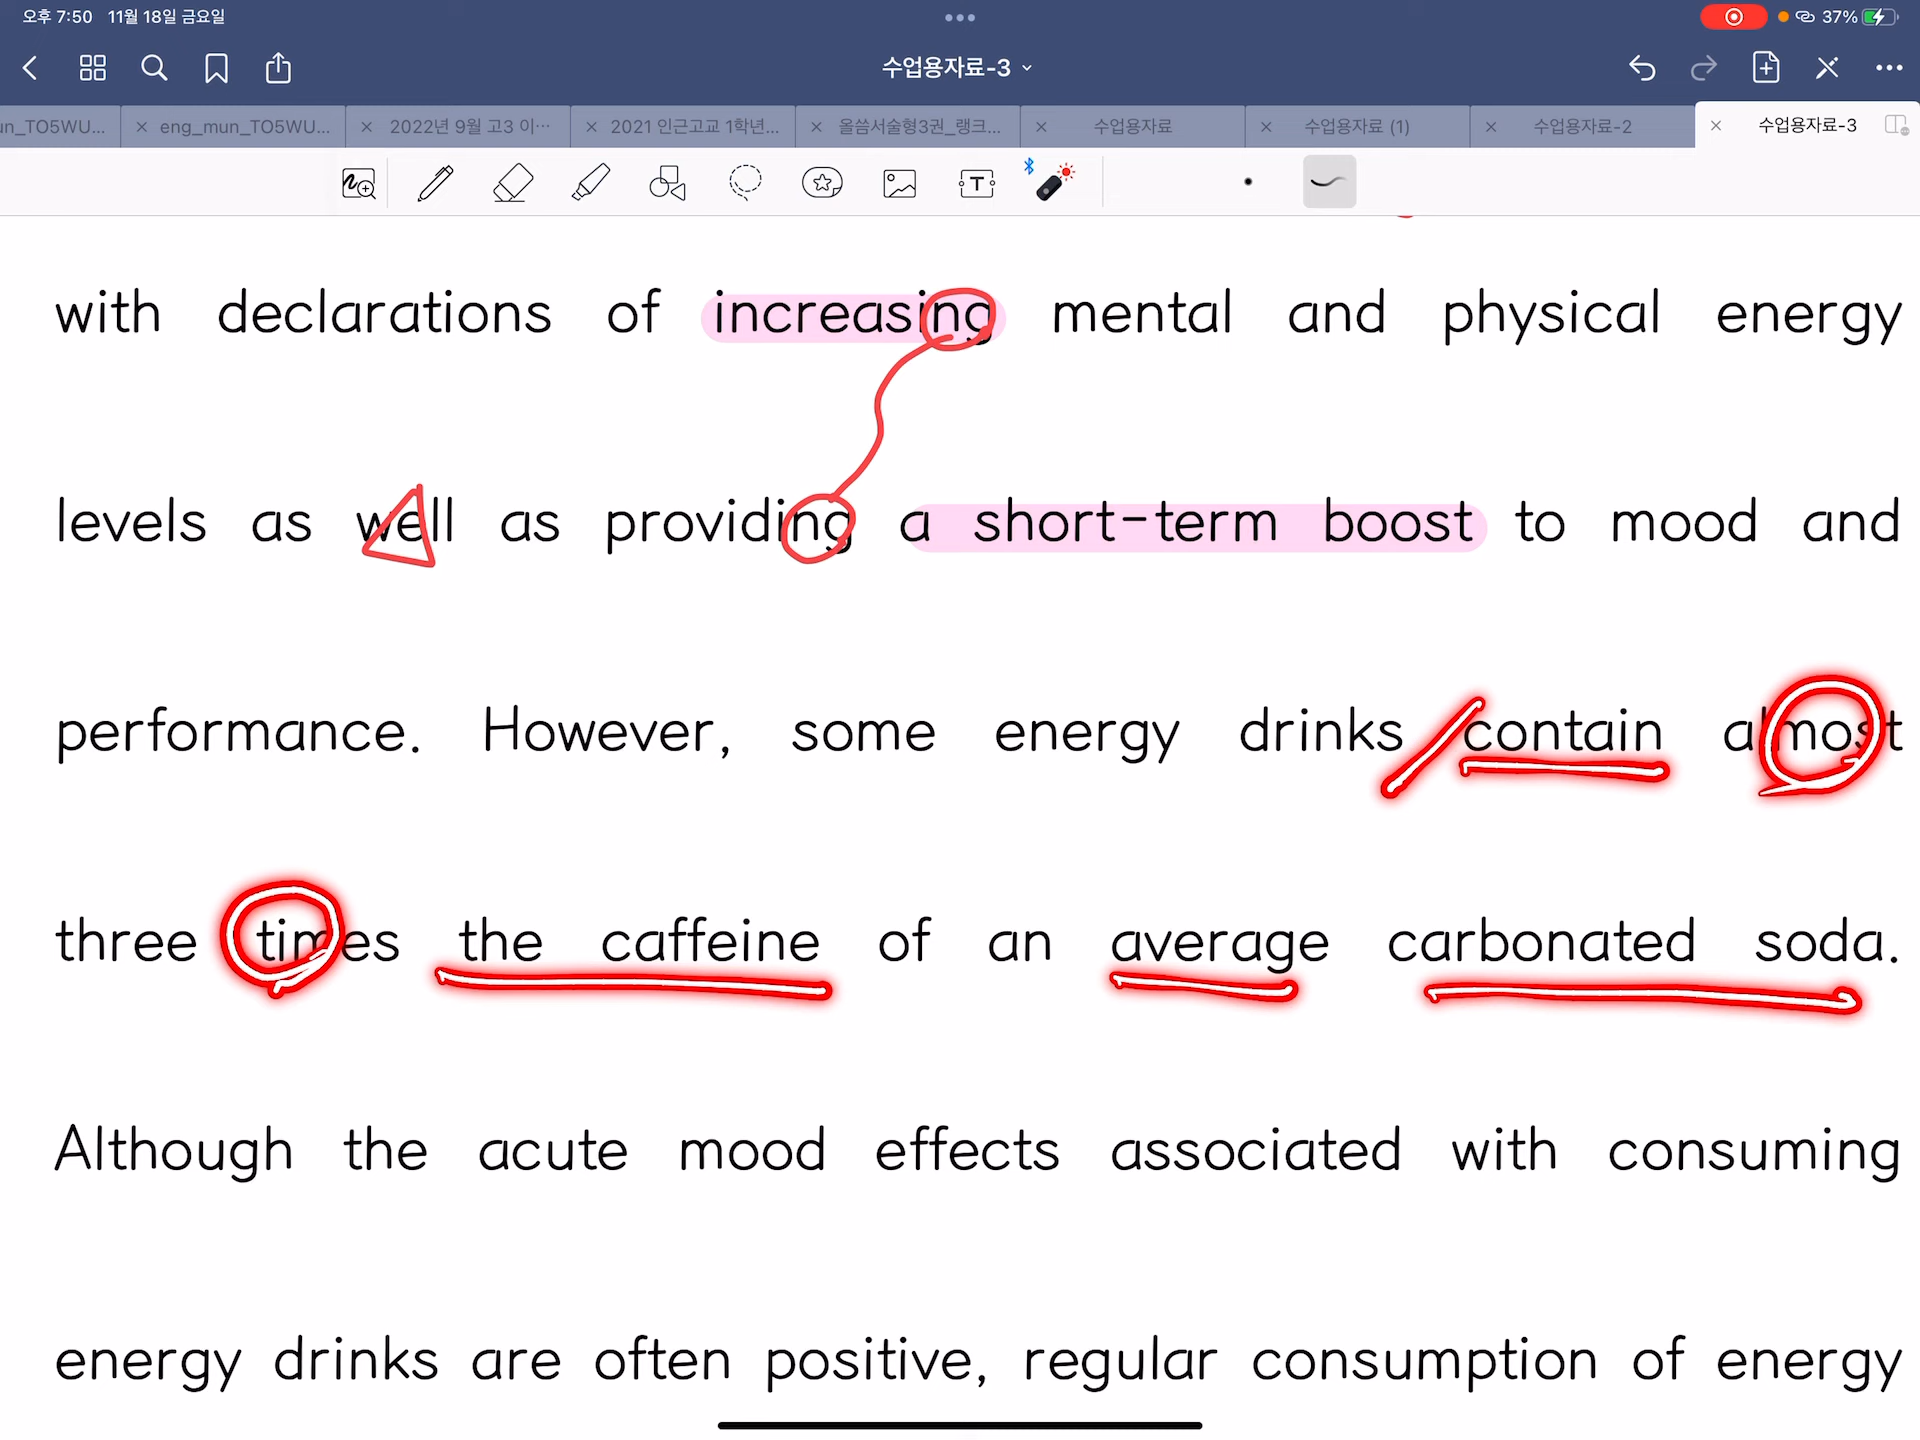 오후 7:50 11월 18일 금요일
37%
수업용자료-3
un_TO5WU...
eng_mun_TO5WU...
2022년 9월 고3 이...
2021 인근고교 1학년...
올씀서술형3권_랭크...
수업용자료
수업용자료 (1)
수업용자료-2
수업용자료-3
with declarations of increasing mental and physical energy
levels as well as providing a short-term boost to mood and
performance. However, some energy drinks contain almost
three times the caffeine of an average carbonated soda.
Although the acute mood effects associated with consuming
energy drinks are often positive, regular consumption of energy